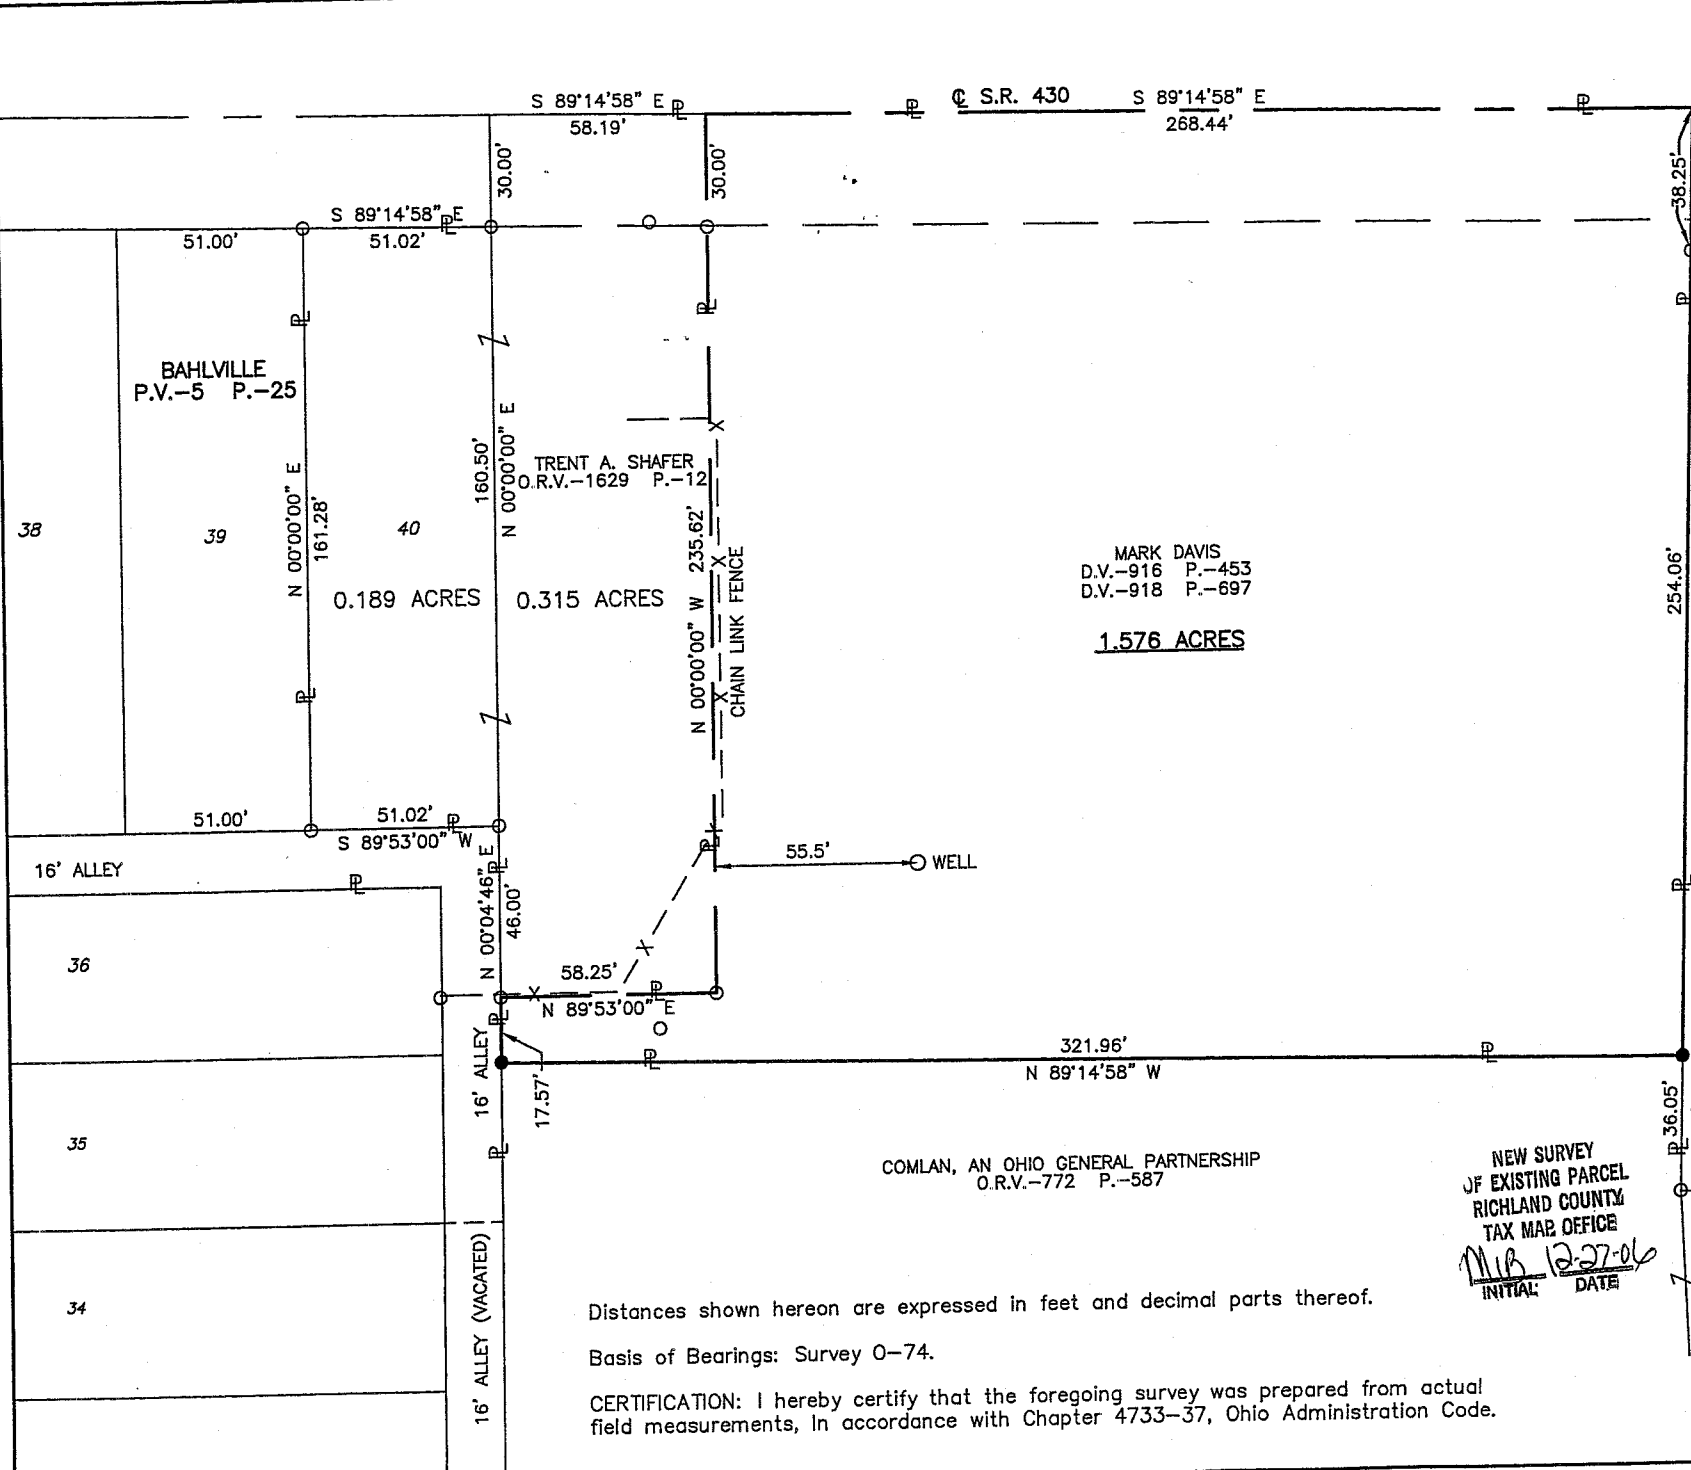 S 89°14'58" E ⅊
58.19'
⅊
℄ S.R. 430
S 89°14'58" E
268.44'
⅊
30.00'
30.00'
38.25'
S 89°14'58" E
⅊
51.00'
51.02'
⅊
⅊
BAHLVILLE
P.V.-5 P.-25
N 00°00'00" E
161.28'
160.50'
N 00°00'00" E
TRENT A. SHAFER
O.R.V.-1629 P.-12
38
39
40
0.189 ACRES
0.315 ACRES
N 00°00'00" W 235.62'
CHAIN LINK FENCE
MARK DAVIS
D.V.-916 P.-453
D.V.-918 P.-697
1.576 ACRES
254.06'
⅊
51.00'
51.02'
⅊
S 89°53'00" W
16' ALLEY
⅊
N 00°04'46" E
46.00'
⅊
55.5'
WELL
⅊
⅊
36
58.25'
⅊
N 89°53'00" E
⅊
16' ALLEY
17.57'
⅊
321.96'
N 89°14'58" W
⅊
36.05'
⅊
35
⅊
COMLAN, AN OHIO GENERAL PARTNERSHIP
O.R.V.-772 P.-587
NEW SURVEY
OF EXISTING PARCEL
RICHLAND COUNTY
TAX MAP OFFICE
MB 12-27-06
INITIAL DATE
34
16' ALLEY (VACATED)
Distances shown hereon are expressed in feet and decimal parts thereof.
Basis of Bearings: Survey O-74.
CERTIFICATION: I hereby certify that the foregoing survey was prepared from actual
field measurements, In accordance with Chapter 4733-37, Ohio Administration Code.